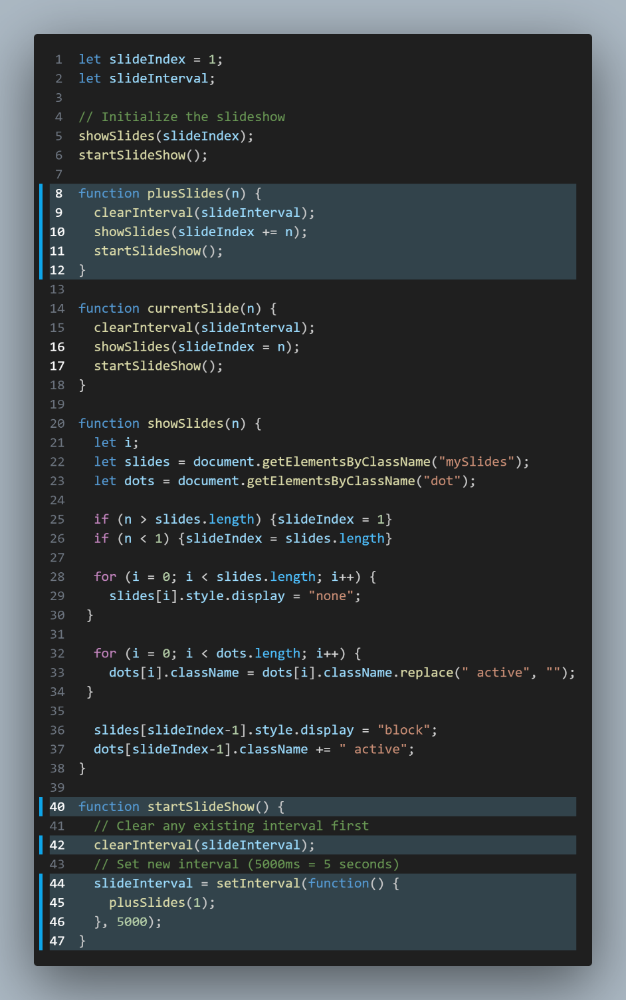 1 let slideIndex = 1;
2 let slideInterval;
3
4 // Initialize the slideshow
5 showSlides(slideIndex);
6 startSlideShow();
7
8 function plusSlides(n) {
9   clearInterval(slideInterval);
10   showSlides(slideIndex += n);
11   startSlideShow();
12 }
13
14 function currentSlide(n) {
15   clearInterval(slideInterval);
16   showSlides(slideIndex = n);
17   startSlideShow();
18 }
19
20 function showSlides(n) {
21   let i;
22   let slides = document.getElementsByClassName("mySlides");
23   let dots = document.getElementsByClassName("dot");
24
25   if (n > slides.length) {slideIndex = 1}
26   if (n < 1) {slideIndex = slides.length}
27
28   for (i = 0; i < slides.length; i++) {
29     slides[i].style.display = "none";
30  }
31
32   for (i = 0; i < dots.length; i++) {
33     dots[i].className = dots[i].className.replace(" active", "");
34  }
35
36   slides[slideIndex-1].style.display = "block";
37   dots[slideIndex-1].className += " active";
38 }
39
40 function startSlideShow() {
41   // Clear any existing interval first
42   clearInterval(slideInterval);
43   // Set new interval (5000ms = 5 seconds)
44   slideInterval = setInterval(function() {
45     plusSlides(1);
46   }, 5000);
47 }